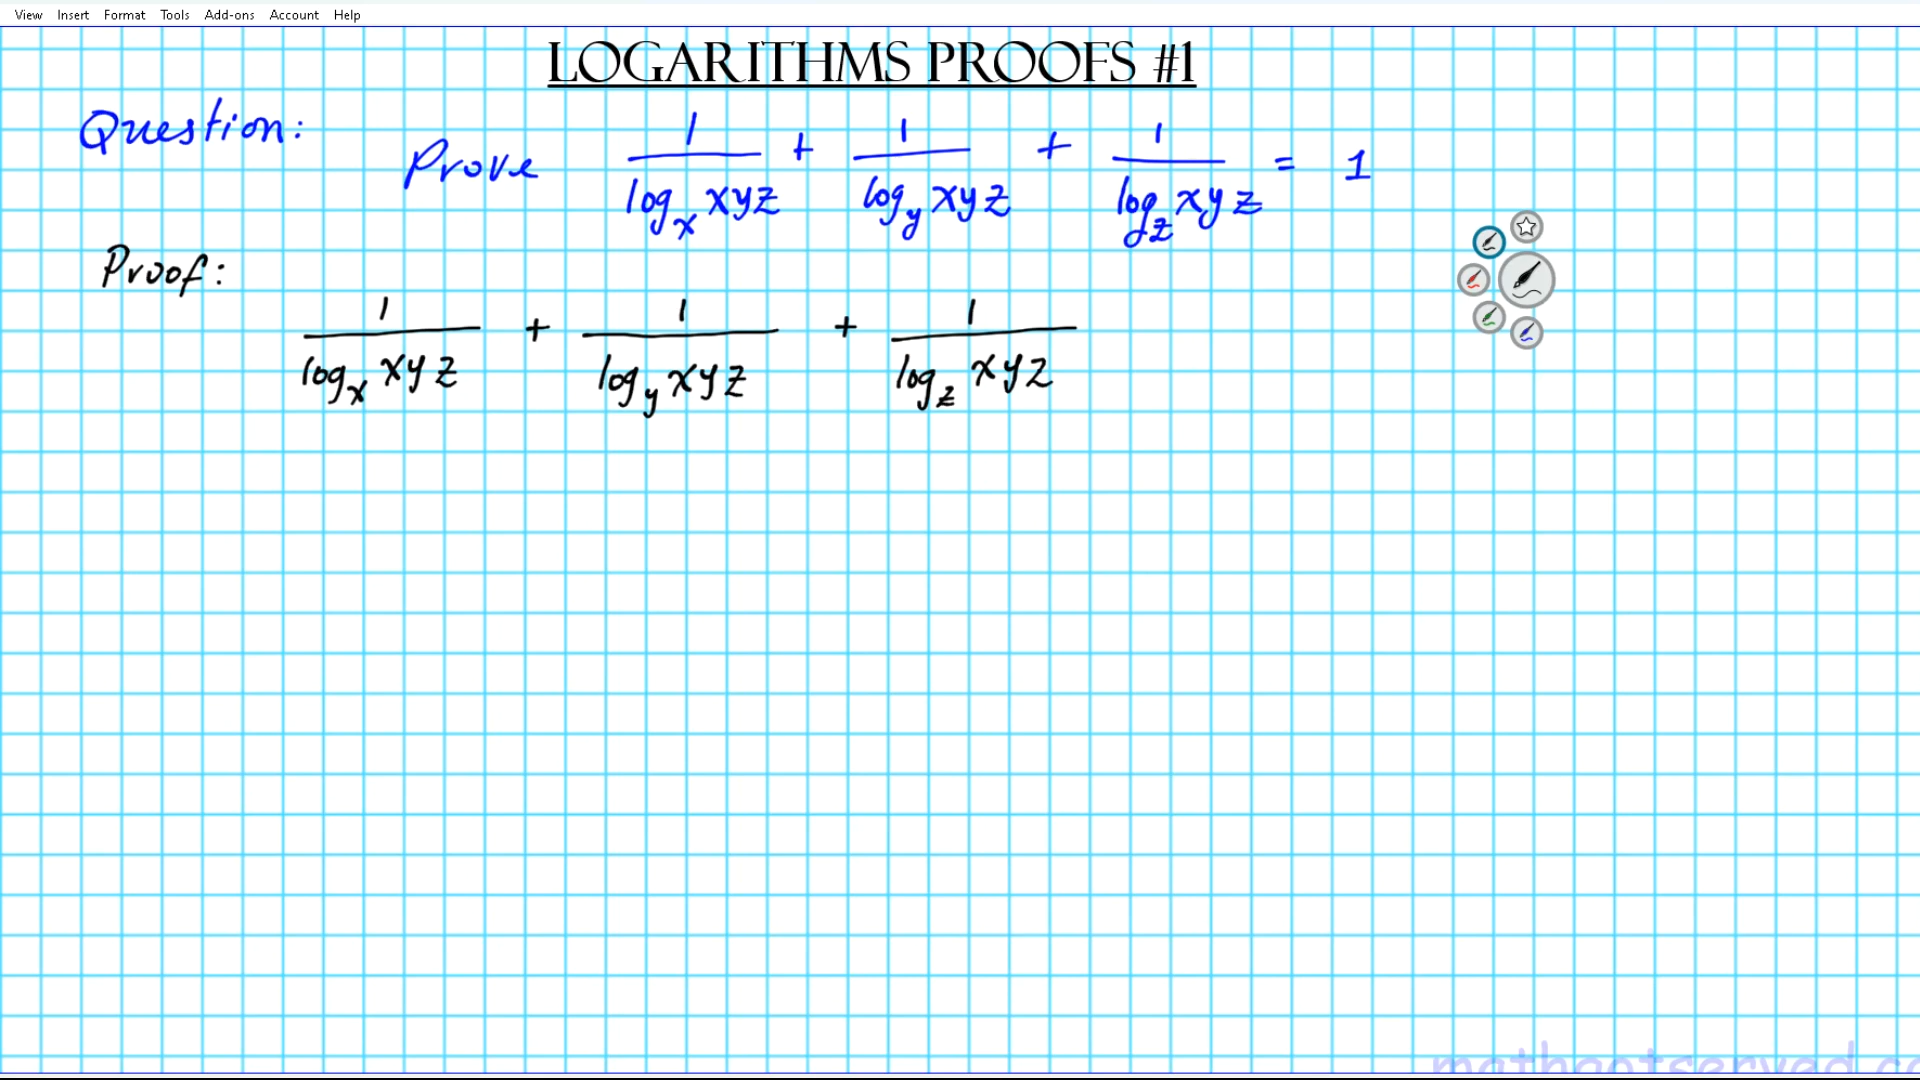 View Insert Format Tools Add-ons Account Help
LOGARITHMS PROOFS #1
Question:
Prove 1/(log_x xyz) + 1/(log_y xyz) + 1/(log_z xyz) = 1
Proof:
1/(log_x xyz) + 1/(log_y xyz) + 1/(log_z xyz)